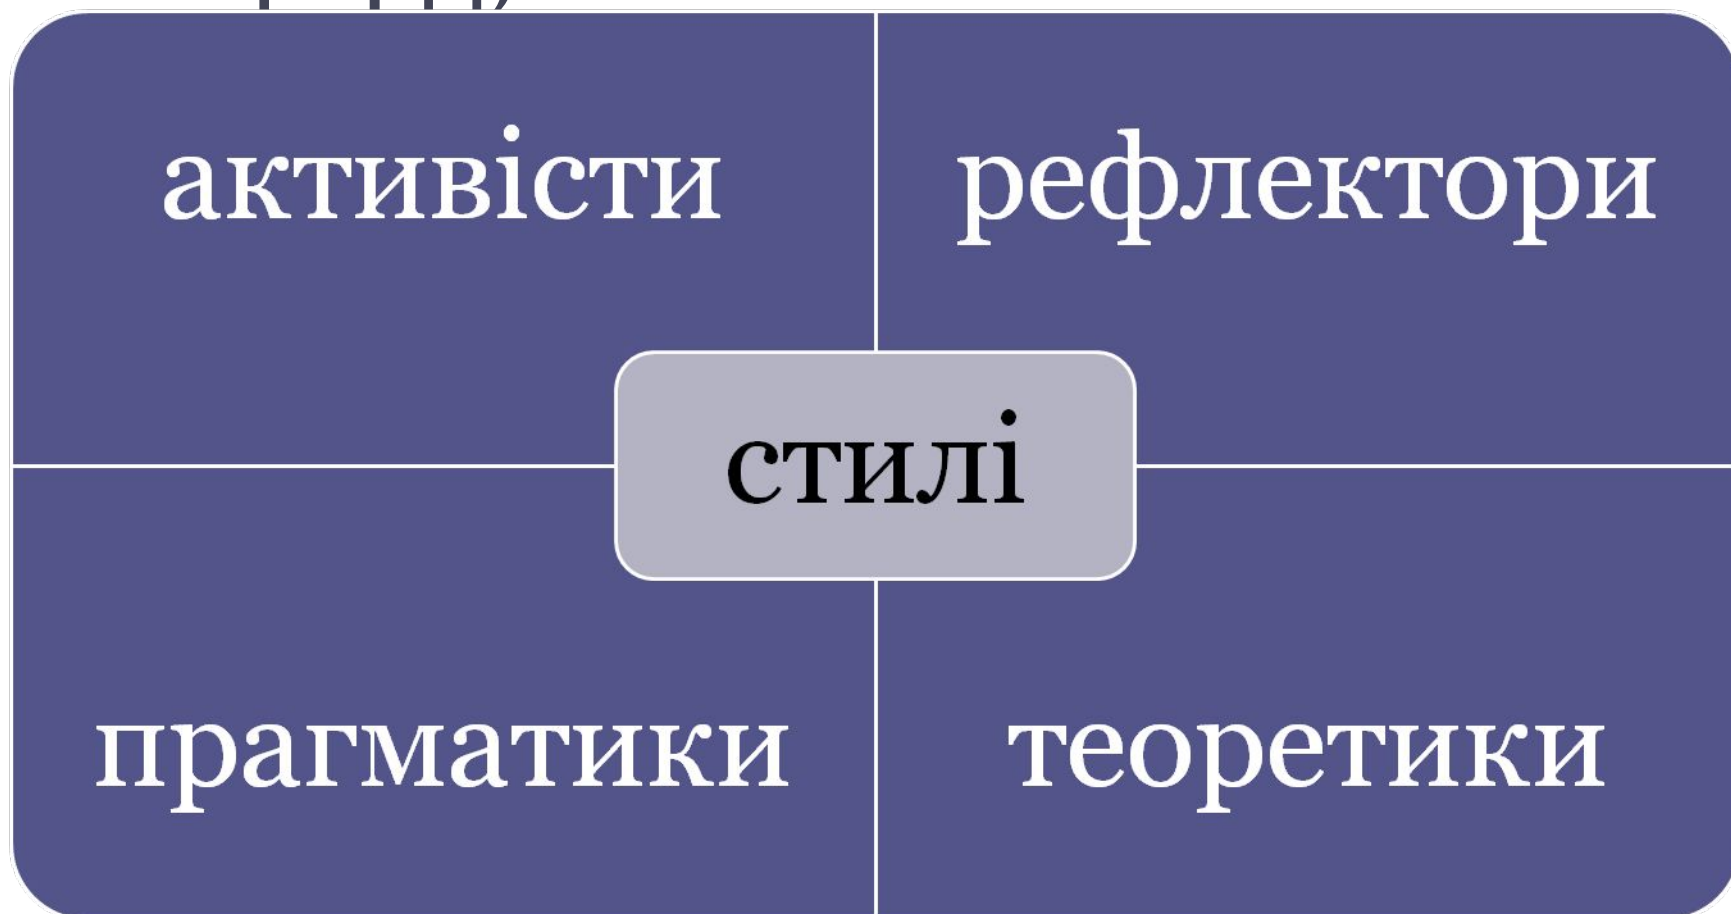 активісти
рефлектори
стилі
прагматики
теоретики